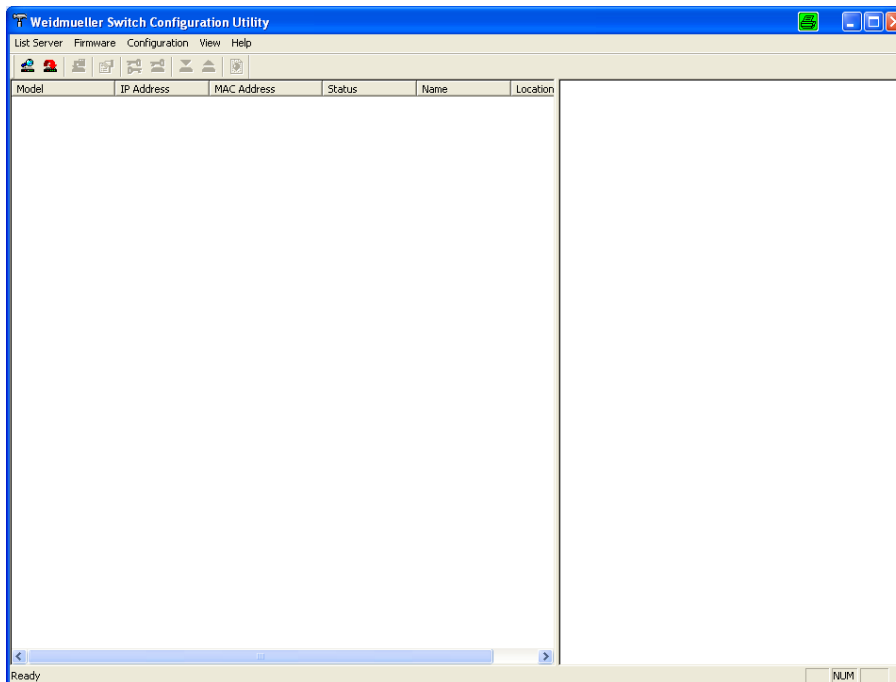 Weidmueller Switch Configuration Utility
List Server Firmware Configuration View Help
Model IP Address MAC Address Status Name Location
Ready NUM